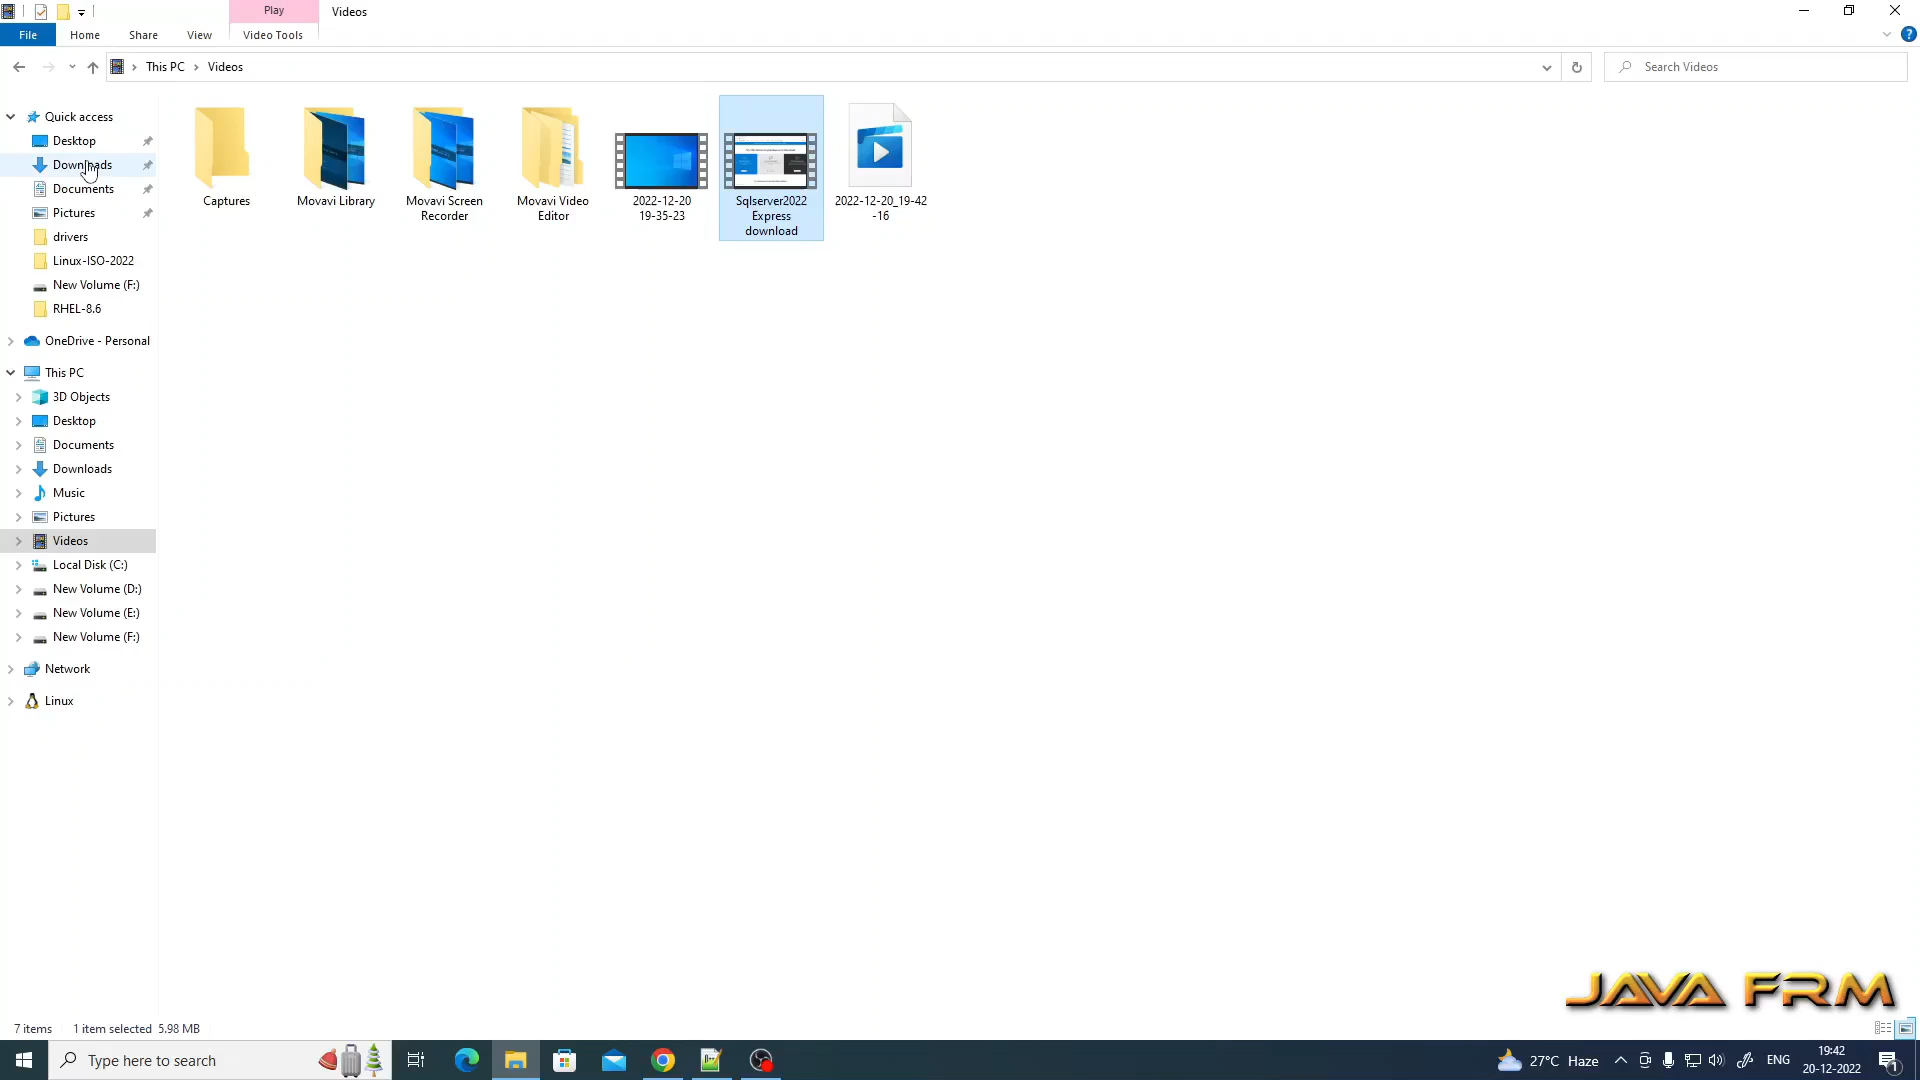 Play
Videos
File
Home
Share
View
Video Tools
This PC
Videos
Search Videos
Quick access
Desktop
Downloads
Documents
Pictures
drivers
Linux-ISO-2022
New Volume (F:)
RHEL-8.6
OneDrive - Personal
This PC
3D Objects
Desktop
Documents
Downloads
Music
Pictures
Videos
Local Disk (C:)
New Volume (D:)
New Volume (E:)
New Volume (F:)
Network
Linux
Captures
Movavi Library
Movavi Screen
Recorder
Movavi Video
Editor
2022-12-20
19-35-23
Sqlserver2022
Express
download
2022-12-20_19-42
-16
JAVA FRM
7 items
1 item selected 5.98 MB
Type here to search
27°C Haze
ENG
19:42
20-12-2022
1